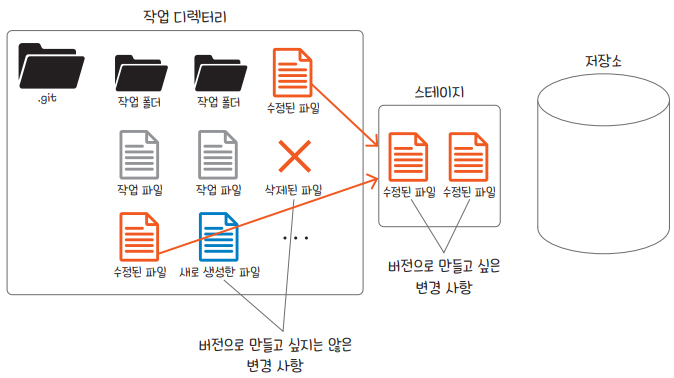 작업 디렉터리
.git
작업 폴더
작업 폴더
수정된 파일
작업 파일
작업 파일
삭제된 파일
수정된 파일
새로 생성한 파일
...
버전으로 만들고 싶지는 않은
변경 사항
스테이지
수정된 파일
수정된 파일
버전으로 만들고 싶은
변경 사항
저장소